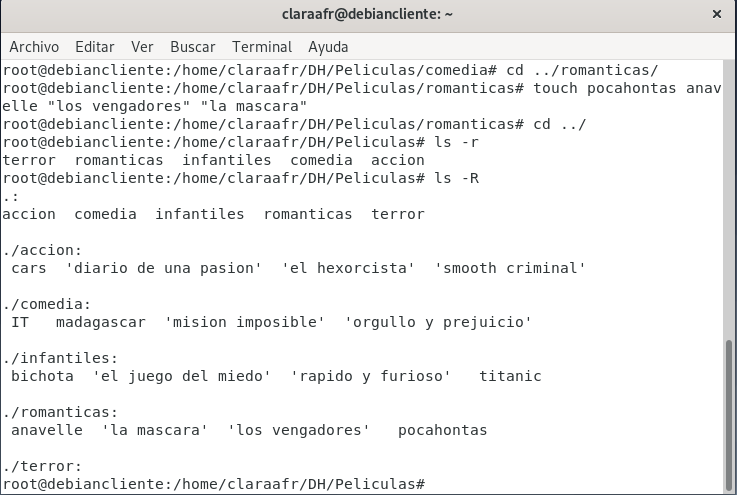 claraafr@debiancliente: ~
Archivo Editar Ver Buscar Terminal Ayuda
root@debiancliente:/home/claraafr/DH/Peliculas/comedia# cd ../romanticas/
root@debiancliente:/home/claraafr/DH/Peliculas/romanticas# touch pocahontas anav
elle "los vengadores" "la mascara"
root@debiancliente:/home/claraafr/DH/Peliculas/romanticas# cd ../
root@debiancliente:/home/claraafr/DH/Peliculas# ls -r
terror  romanticas  infantiles  comedia  accion
root@debiancliente:/home/claraafr/DH/Peliculas# ls -R
.:
accion  comedia  infantiles  romanticas  terror

./accion:
 cars  'diario de una pasion'  'el hexorcista'  'smooth criminal'

./comedia:
 IT   madagascar  'mision imposible'  'orgullo y prejuicio'

./infantiles:
 bichota  'el juego del miedo'  'rapido y furioso'   titanic

./romanticas:
 anavelle  'la mascara'  'los vengadores'   pocahontas

./terror:
root@debiancliente:/home/claraafr/DH/Peliculas#